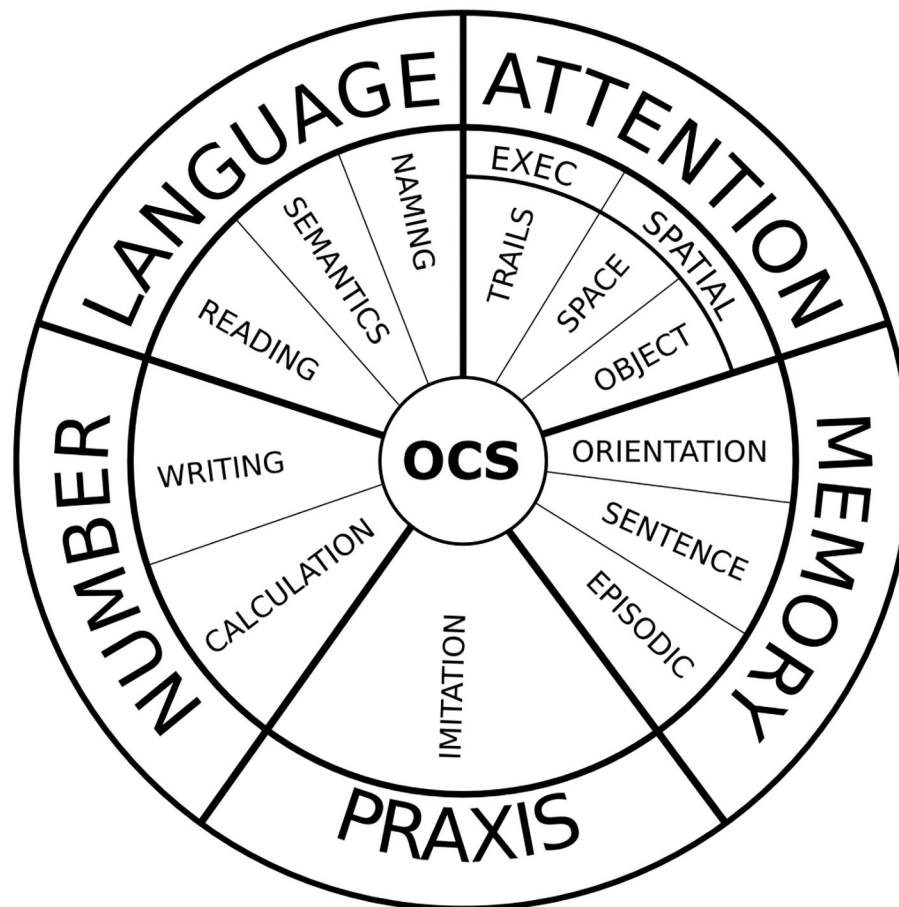 LANGUAGE
NAMING
SEMANTICS
READING
ATTENTION
EXEC
TRAILS
SPATIAL
SPACE
OBJECT
MEMORY
ORIENTATION
SENTENCE
EPISODIC
PRAXIS
IMITATION
NUMBER
WRITING
CALCULATION
OCS